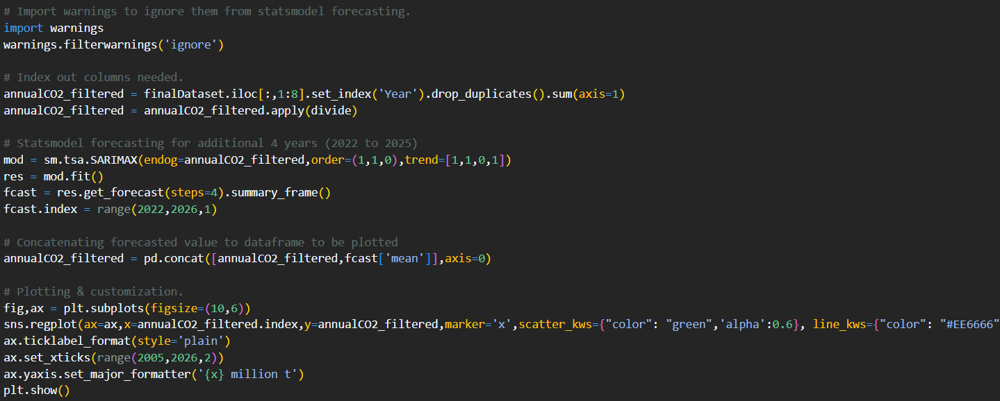 # Import warnings to ignore them from statsmodel forecasting.
import warnings
warnings.filterwarnings('ignore')
# Index out columns needed.
annualCO2_filtered = finalDataset.iloc[:,1:8].set_index('Year').drop_duplicates().sum(axis=1)
annualCO2_filtered = annualCO2_filtered.apply(divide)
# Statsmodel forecasting for additional 4 years (2022 to 2025)
mod = sm.tsa.SARIMAX(endog=annualCO2_filtered,order=(1,1,0),trend=[1,1,0,1])
res = mod.fit()
fcast = res.get_forecast(steps=4).summary_frame()
fcast.index = range(2022,2026,1)
# Concatenating forecasted value to dataframe to be plotted
annualCO2_filtered = pd.concat([annualCO2_filtered,fcast['mean']],axis=0)
# Plotting & customization.
fig,ax = plt.subplots(figsize=(10,6))
sns.regplot(ax=ax,x=annualCO2_filtered.index,y=annualCO2_filtered,marker='x',scatter_kws={"color": "green",'alpha':0.6}, line_kws={"color": "#EE6666"
ax.ticklabel_format(style='plain')
ax.set_xticks(range(2005,2026,2))
ax.yaxis.set_major_formatter('{x} million t')
plt.show()